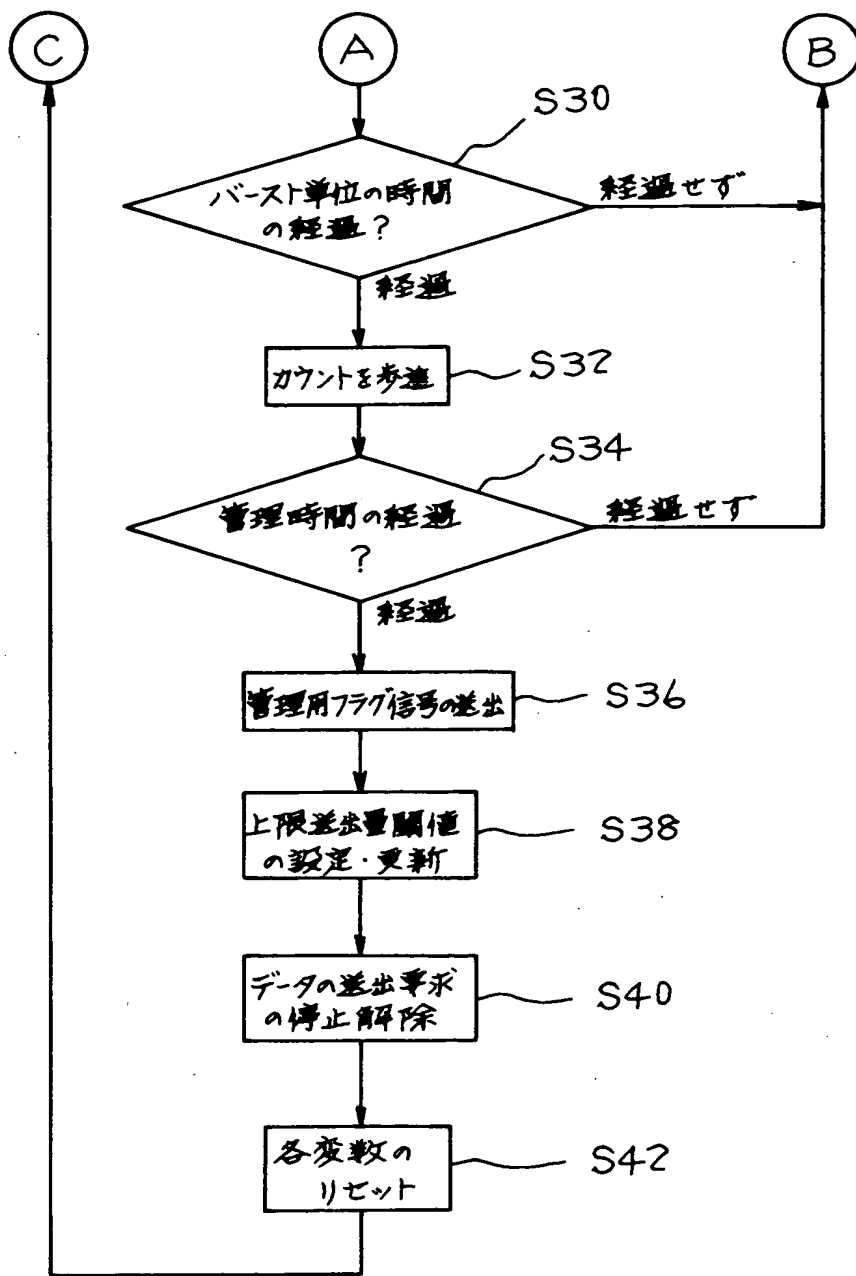 C
A
B
S30
バースト単位の時間
の経過?
経過せず
経過
カウントを歩進
S32
S34
管理時間の経過
?
経過せず
経過
管理用フラグ信号の送出
S36
上限送出量閾値
の設定・更新
S38
データの送出要求
の停止解除
S40
各変数の
リセット
S42